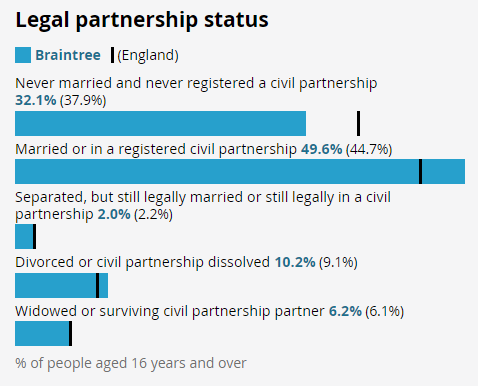 Legal partnership status
Braintree (England)
Never married and never registered a civil partnership
32.1% (37.9%)
Married or in a registered civil partnership 49.6% (44.7%)
Separated, but still legally married or still legally in a civil
partnership 2.0% (2.2%)
Divorced or civil partnership dissolved 10.2% (9.1%)
Widowed or surviving civil partnership partner 6.2% (6.1%)
% of people aged 16 years and over